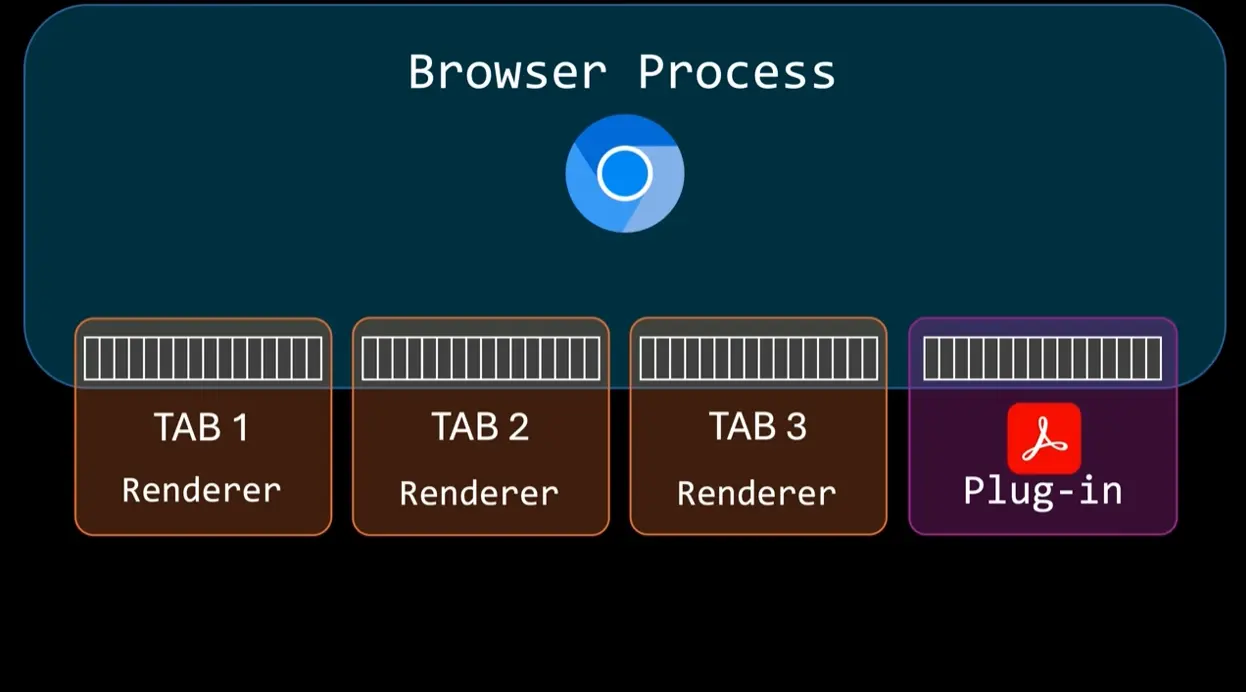 Browser Process
TAB 1
Renderer
TAB 2
Renderer
TAB 3
Renderer
Plug-in